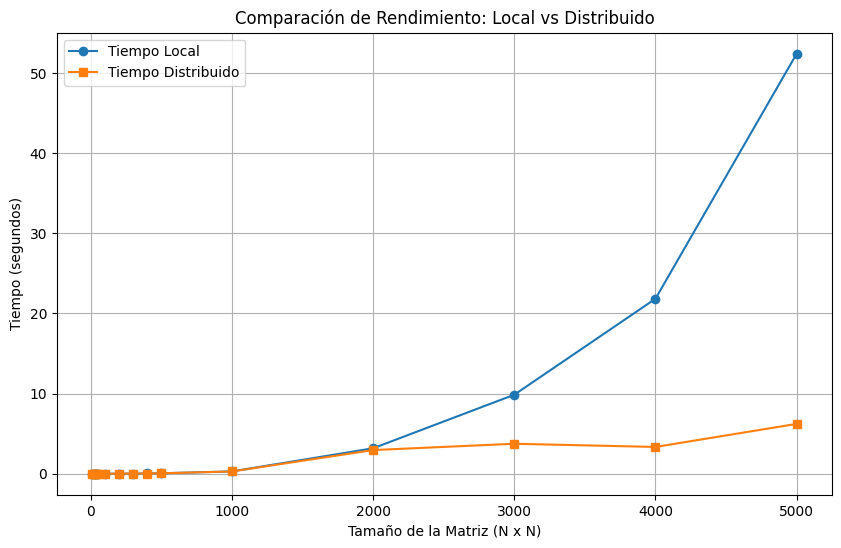 Comparación de Rendimiento: Local vs Distribuido
Tiempo Local
Tiempo Distribuido
Tiempo (segundos)
50
40
30
20
10
0
0 1000 2000 3000 4000 5000
Tamaño de la Matriz (N x N)